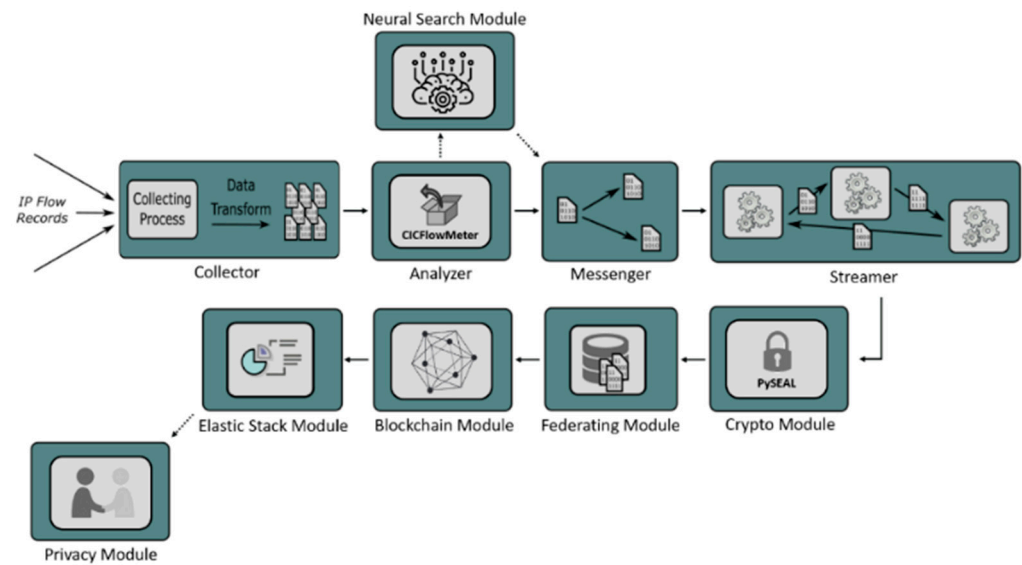 Neural Search Module
IP Flow
Records
Collecting
Process
Data
Transform
Collector
CICFlowMeter
Analyzer
Messenger
Streamer
Elastic Stack Module
Blockchain Module
Federating Module
PySEAL
Crypto Module
Privacy Module